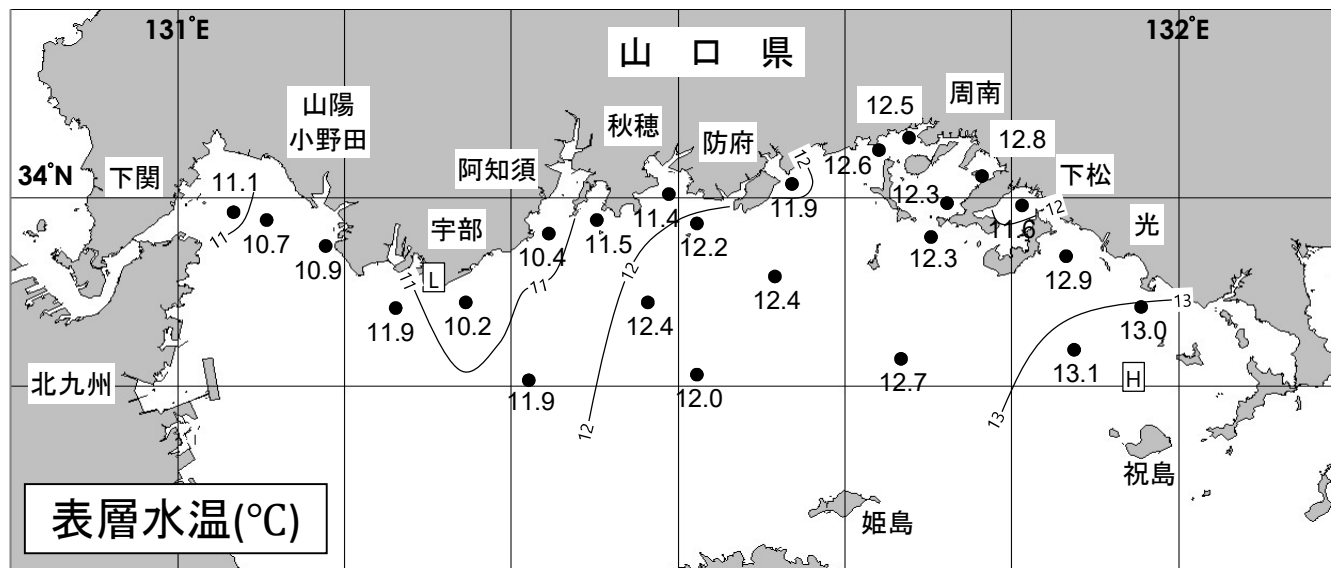 131°E
132°E
山 口 県
山陽
小野田
秋穂
防府
12.5
周南
12.8
34°N
下関
11.1
阿知須
12
12.6
12.3
下松
11
10.7
10.9
宇部
L
10.4
11.5
11.4
12.2
11.9
12.3
11.6
12
光
11
11
12
11.9
10.2
12.4
12.4
12.9
13
13.0
北九州
11.9
12.0
12.7
13.1
H
12
13
祝島
姫島
表層水温(℃)